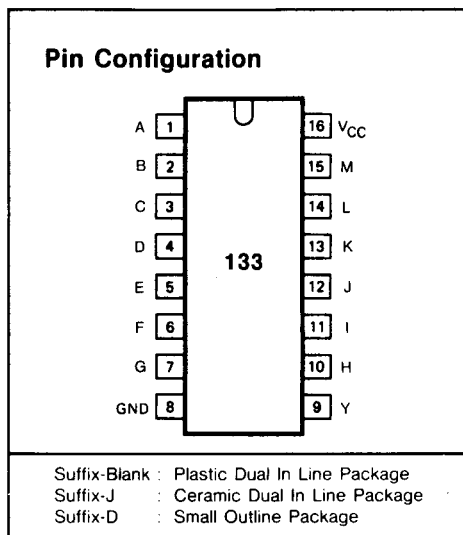 Pin Configuration
A 1 16 VCC
B 2 15 M
C 3 14 L
D 4 13 K
133
E 5 12 J
F 6 11 I
G 7 10 H
GND 8 9 Y
Suffix-Blank : Plastic Dual In Line Package
Suffix-J : Ceramic Dual In Line Package
Suffix-D : Small Outline Package